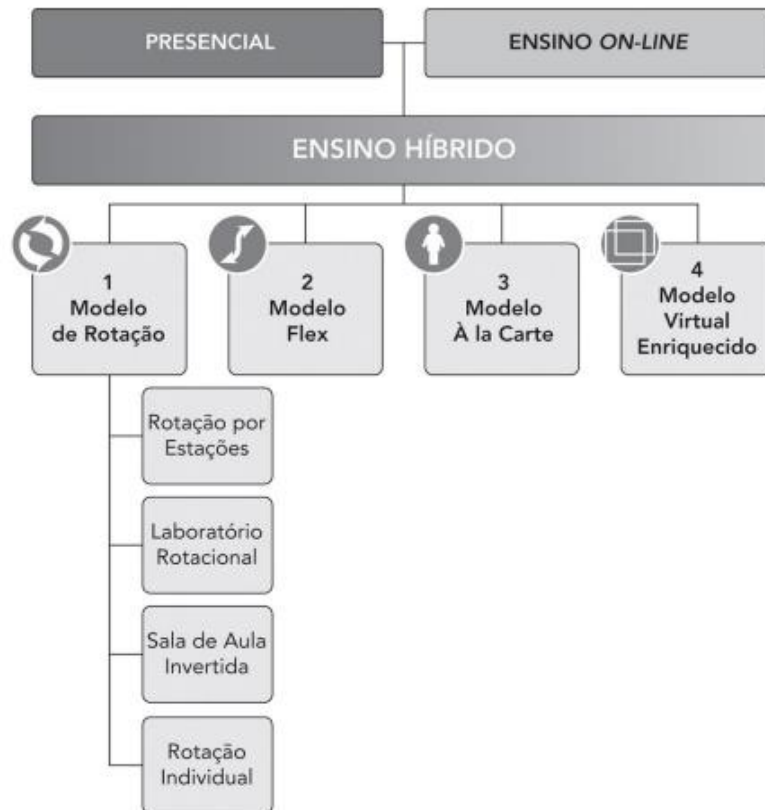 PRESENCIAL
ENSINO ON-LINE
ENSINO HÍBRIDO
1
Modelo
de Rotação
2
Modelo
Flex
3
Modelo
À la Carte
4
Modelo
Virtual
Enriquecido
Rotação por
Estações
Laboratório
Rotacional
Sala de Aula
Invertida
Rotação
Individual